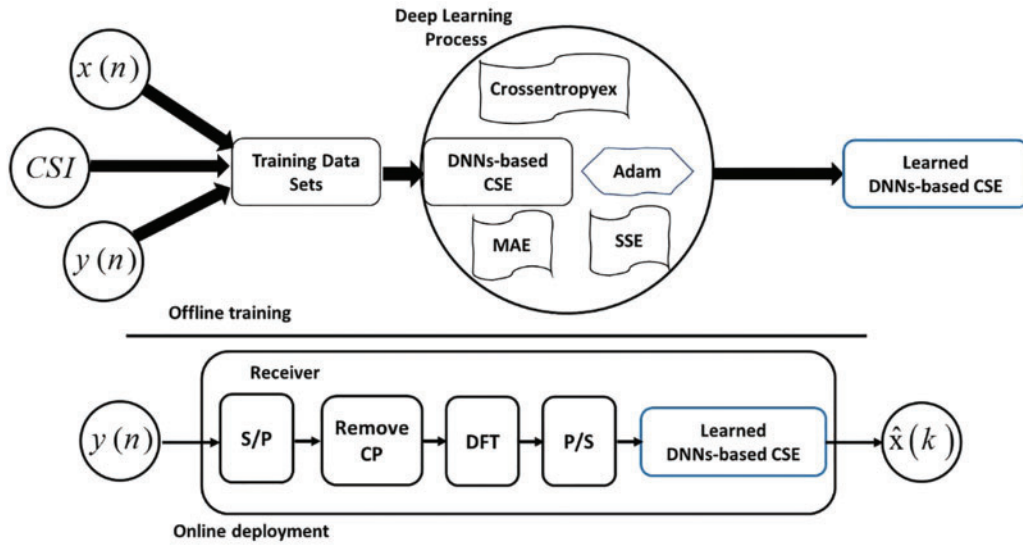 Deep Learning
Process
x (n)
Crossentropyex
CSI
Training Data
Sets
DNNs-based
CSE
Adam
Learned
DNNs-based CSE
y (n)
MAE
SSE
Offline training
Receiver
y (n)
S/P
Remove
CP
DFT
P/S
Learned
DNNs-based CSE
x̂ (k)
Online deployment